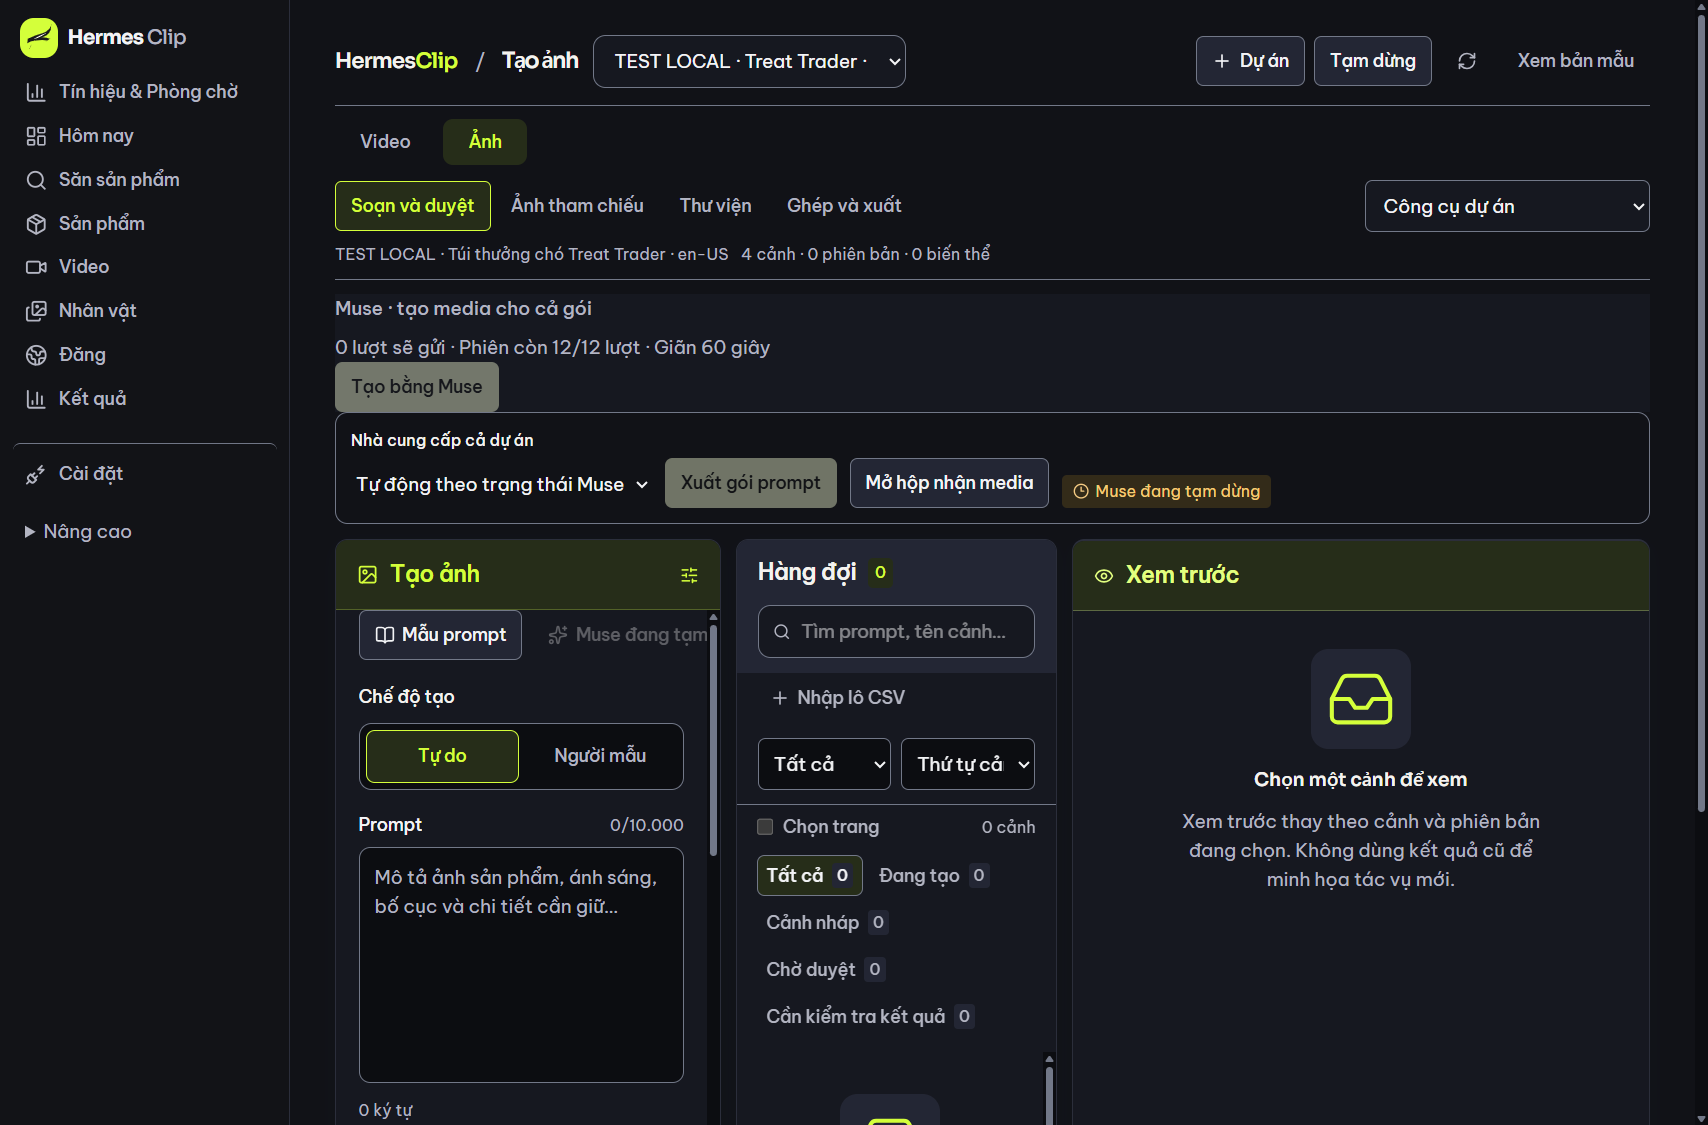 Hermes Clip
Tín hiệu & Phòng chờ
Hôm nay
Săn sản phẩm
Sản phẩm
Video
Nhân vật
Đăng
Kết quả
Cài đặt
Nâng cao
HermesClip / Tạo ảnh
TEST LOCAL · Treat Trader ·
+ Dự án
Tạm dừng
Xem bản mẫu
Video
Ảnh
Soạn và duyệt
Ảnh tham chiếu
Thư viện
Ghép và xuất
Công cụ dự án
TEST LOCAL · Túi thưởng chó Treat Trader · en-US 4 cảnh · 0 phiên bản · 0 biến thể
Muse · tạo media cho cả gói
0 lượt sẽ gửi · Phiên còn 12/12 lượt · Giãn 60 giây
Tạo bằng Muse
Nhà cung cấp cả dự án
Tự động theo trạng thái Muse
Xuất gói prompt
Mở hộp nhận media
Muse đang tạm dừng
Tạo ảnh
Mẫu prompt
Muse đang tạm
Chế độ tạo
Tự do
Người mẫu
Prompt
0/10.000
Mô tả ảnh sản phẩm, ánh sáng,
bố cục và chi tiết cần giữ...
0 ký tự
Hàng đợi 0
Tìm prompt, tên cảnh...
+ Nhập lô CSV
Tất cả
Thứ tự cả
Chọn trang
0 cảnh
Tất cả 0
Đang tạo 0
Cảnh nháp 0
Chờ duyệt 0
Cần kiểm tra kết quả 0
Xem trước
Chọn một cảnh để xem
Xem trước thay theo cảnh và phiên bản
đang chọn. Không dùng kết quả cũ để
minh họa tác vụ mới.